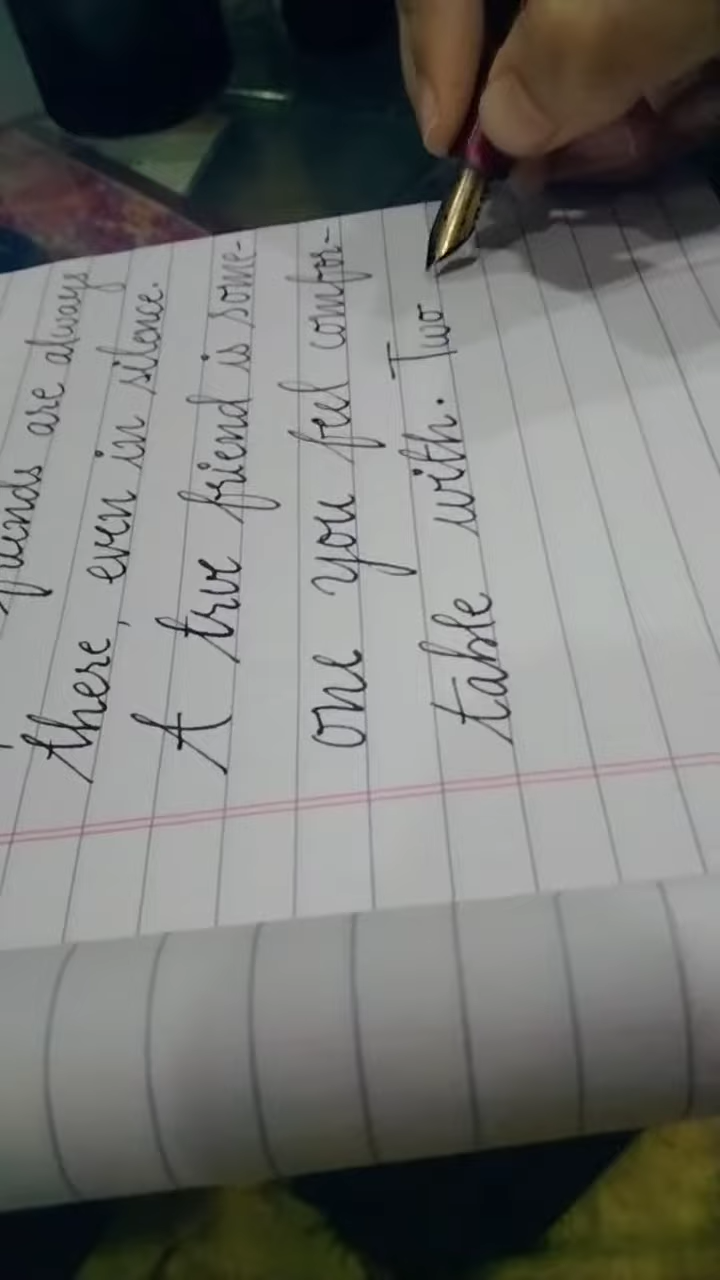 friends are always
there, even in silence.
A true friend is some-
one you feel comfor-
table with. Two